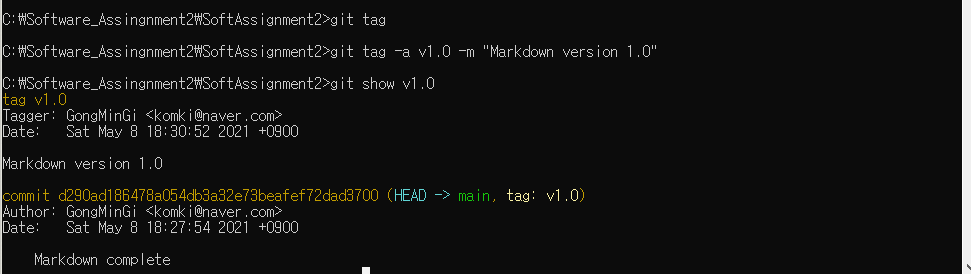 C:₩Software_Assingnment2₩SoftAssignment2>git tag
C:₩Software_Assingnment2₩SoftAssignment2>git tag -a v1.0 -m "Markdown version 1.0"
C:₩Software_Assingnment2₩SoftAssignment2>git show v1.0
tag v1.0
Tagger: GongMinGi <komki@naver.com>
Date:   Sat May 8 18:30:52 2021 +0900
Markdown version 1.0
commit d290ad186478a054db3a32e73beafef72dad3700 (HEAD -> main, tag: v1.0)
Author: GongMinGi <komki@naver.com>
Date:   Sat May 8 18:27:54 2021 +0900
    Markdown complete